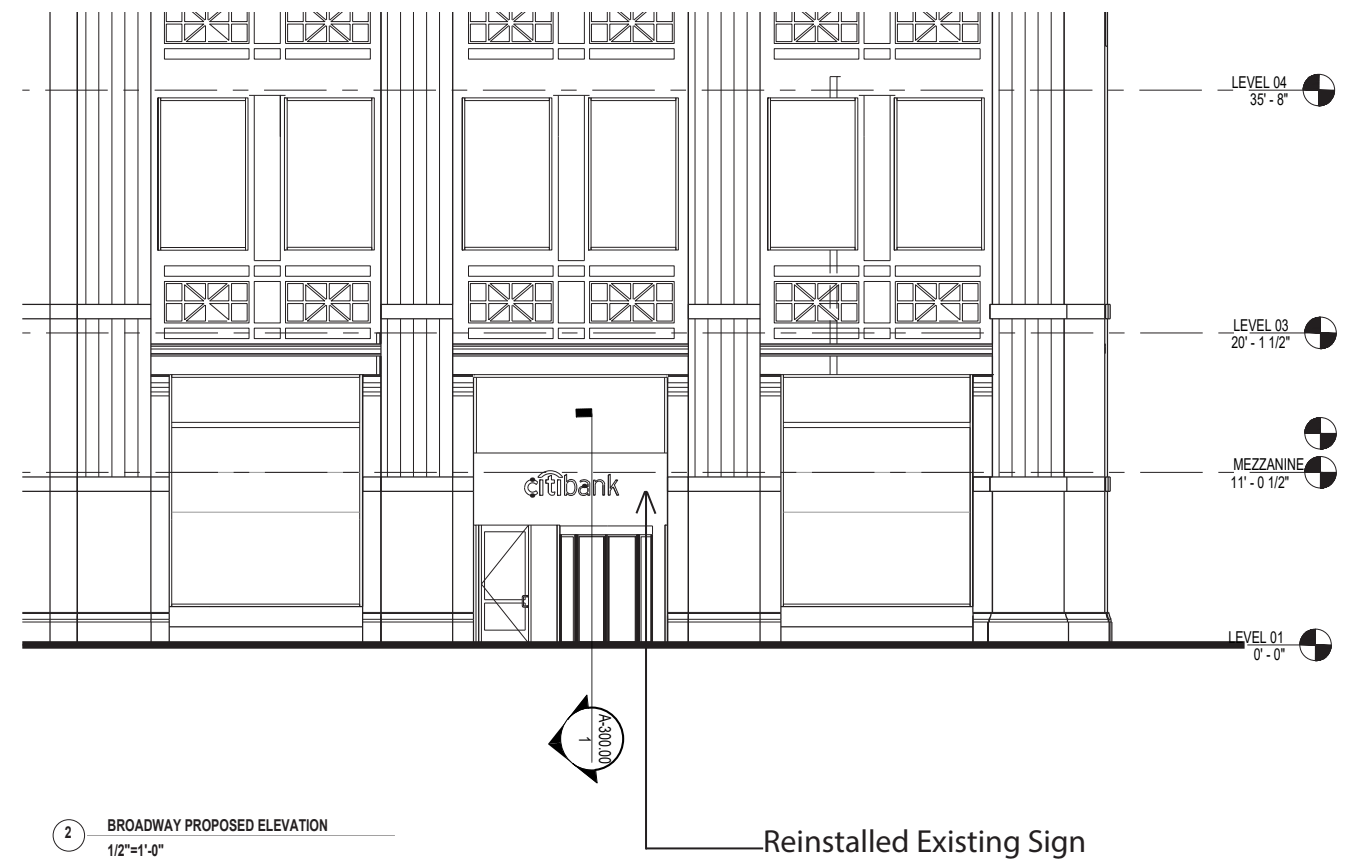 LEVEL 04
35' - 8"
LEVEL 03
20' - 1 1/2"
MEZZANINE
11' - 0 1/2"
citibank
LEVEL 01
0' - 0"
A-300.00
1
2
BROADWAY PROPOSED ELEVATION
1/2"=1'-0"
Reinstalled Existing Sign